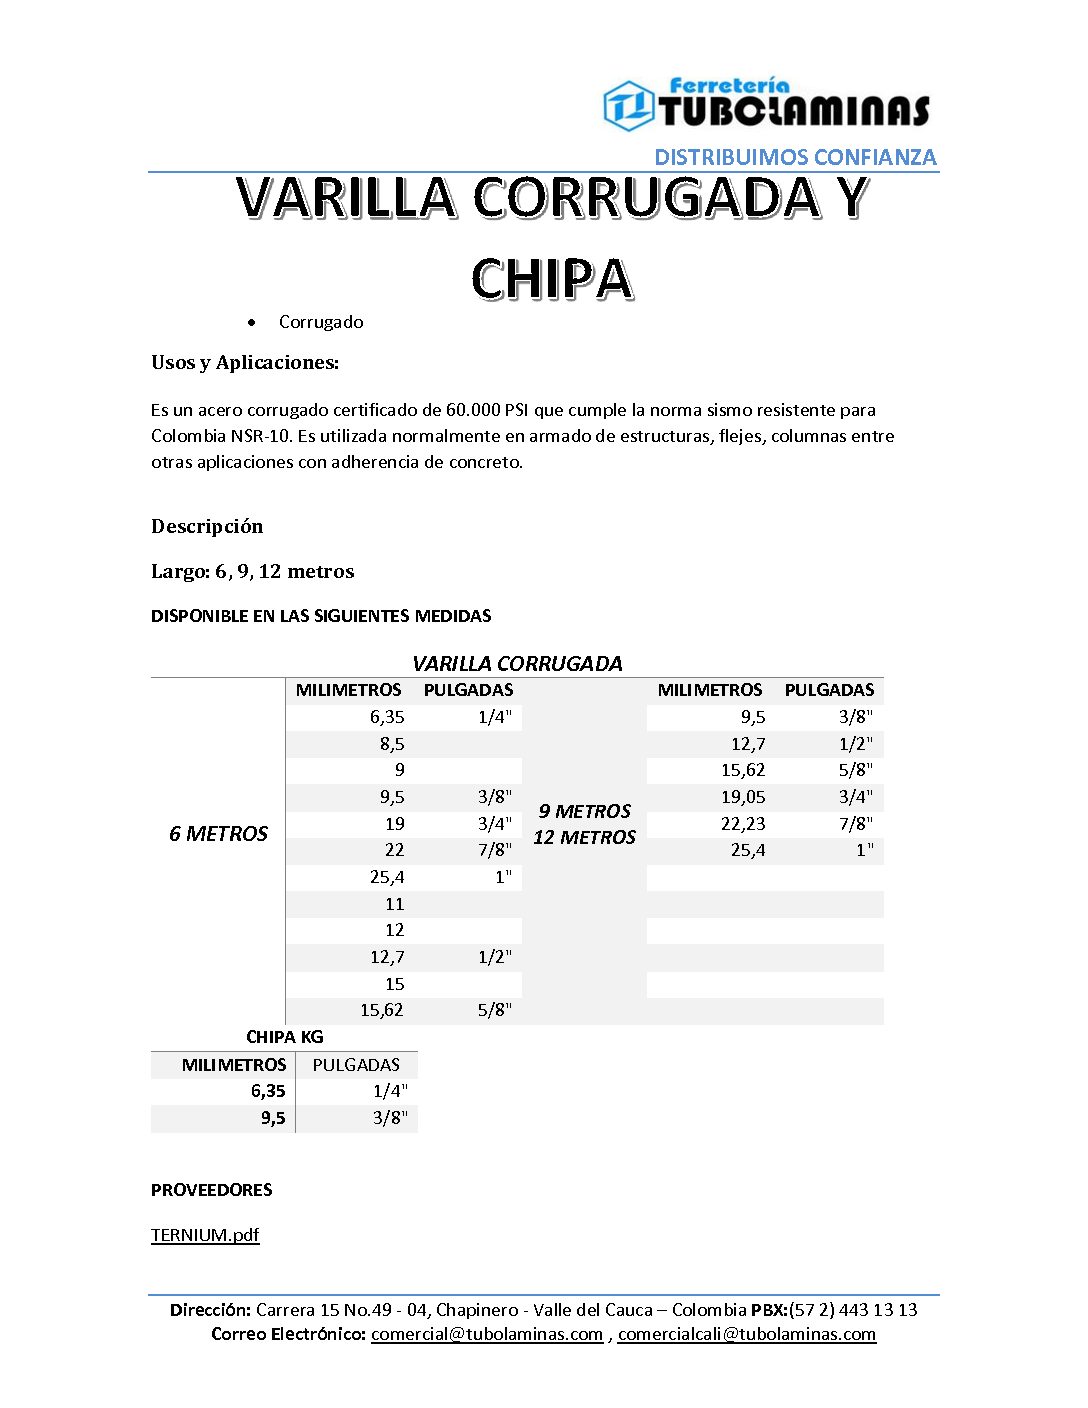 Ferretería
TUBOLAMINAS
DISTRIBUIMOS CONFIANZA
VARILLA CORRUGADA Y
CHIPA
• Corrugado
Usos y Aplicaciones:
Es un acero corrugado certificado de 60.000 PSI que cumple la norma sismo resistente para
Colombia NSR-10. Es utilizada normalmente en armado de estructuras, flejes, columnas entre
otras aplicaciones con adherencia de concreto.
Descripción
Largo: 6, 9, 12 metros
DISPONIBLE EN LAS SIGUIENTES MEDIDAS
VARILLA CORRUGADA
6 METROS
MILIMETROS PULGADAS
6,35 1/4"
8,5
9
9,5 3/8"
19 3/4"
22 7/8"
25,4 1"
11
12
12,7 1/2"
15
15,62 5/8"
9 METROS
12 METROS
MILIMETROS PULGADAS
9,5 3/8"
12,7 1/2"
15,62 5/8"
19,05 3/4"
22,23 7/8"
25,4 1"
CHIPA KG
MILIMETROS PULGADAS
6,35 1/4"
9,5 3/8"
PROVEEDORES
TERNIUM.pdf
Dirección: Carrera 15 No.49 - 04, Chapinero - Valle del Cauca – Colombia PBX:(57 2) 443 13 13
Correo Electrónico: comercial@tubolaminas.com , comercialcali@tubolaminas.com